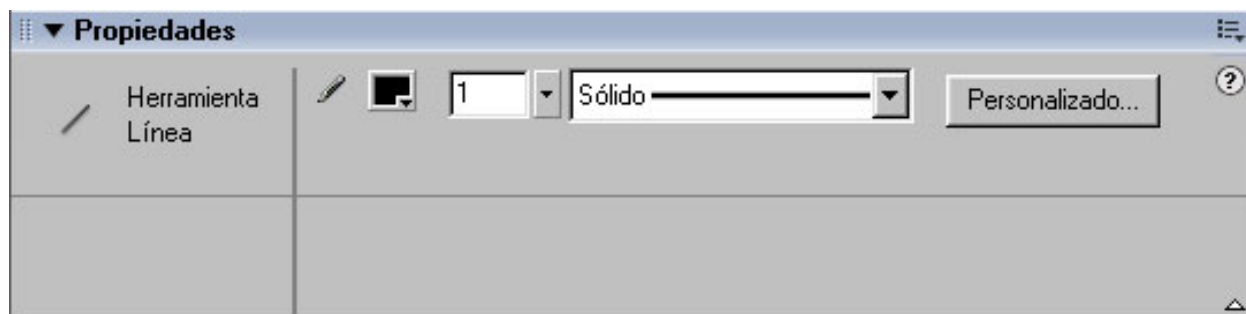 Propiedades
Herramienta
Línea
1
Sólido
Personalizado...
?